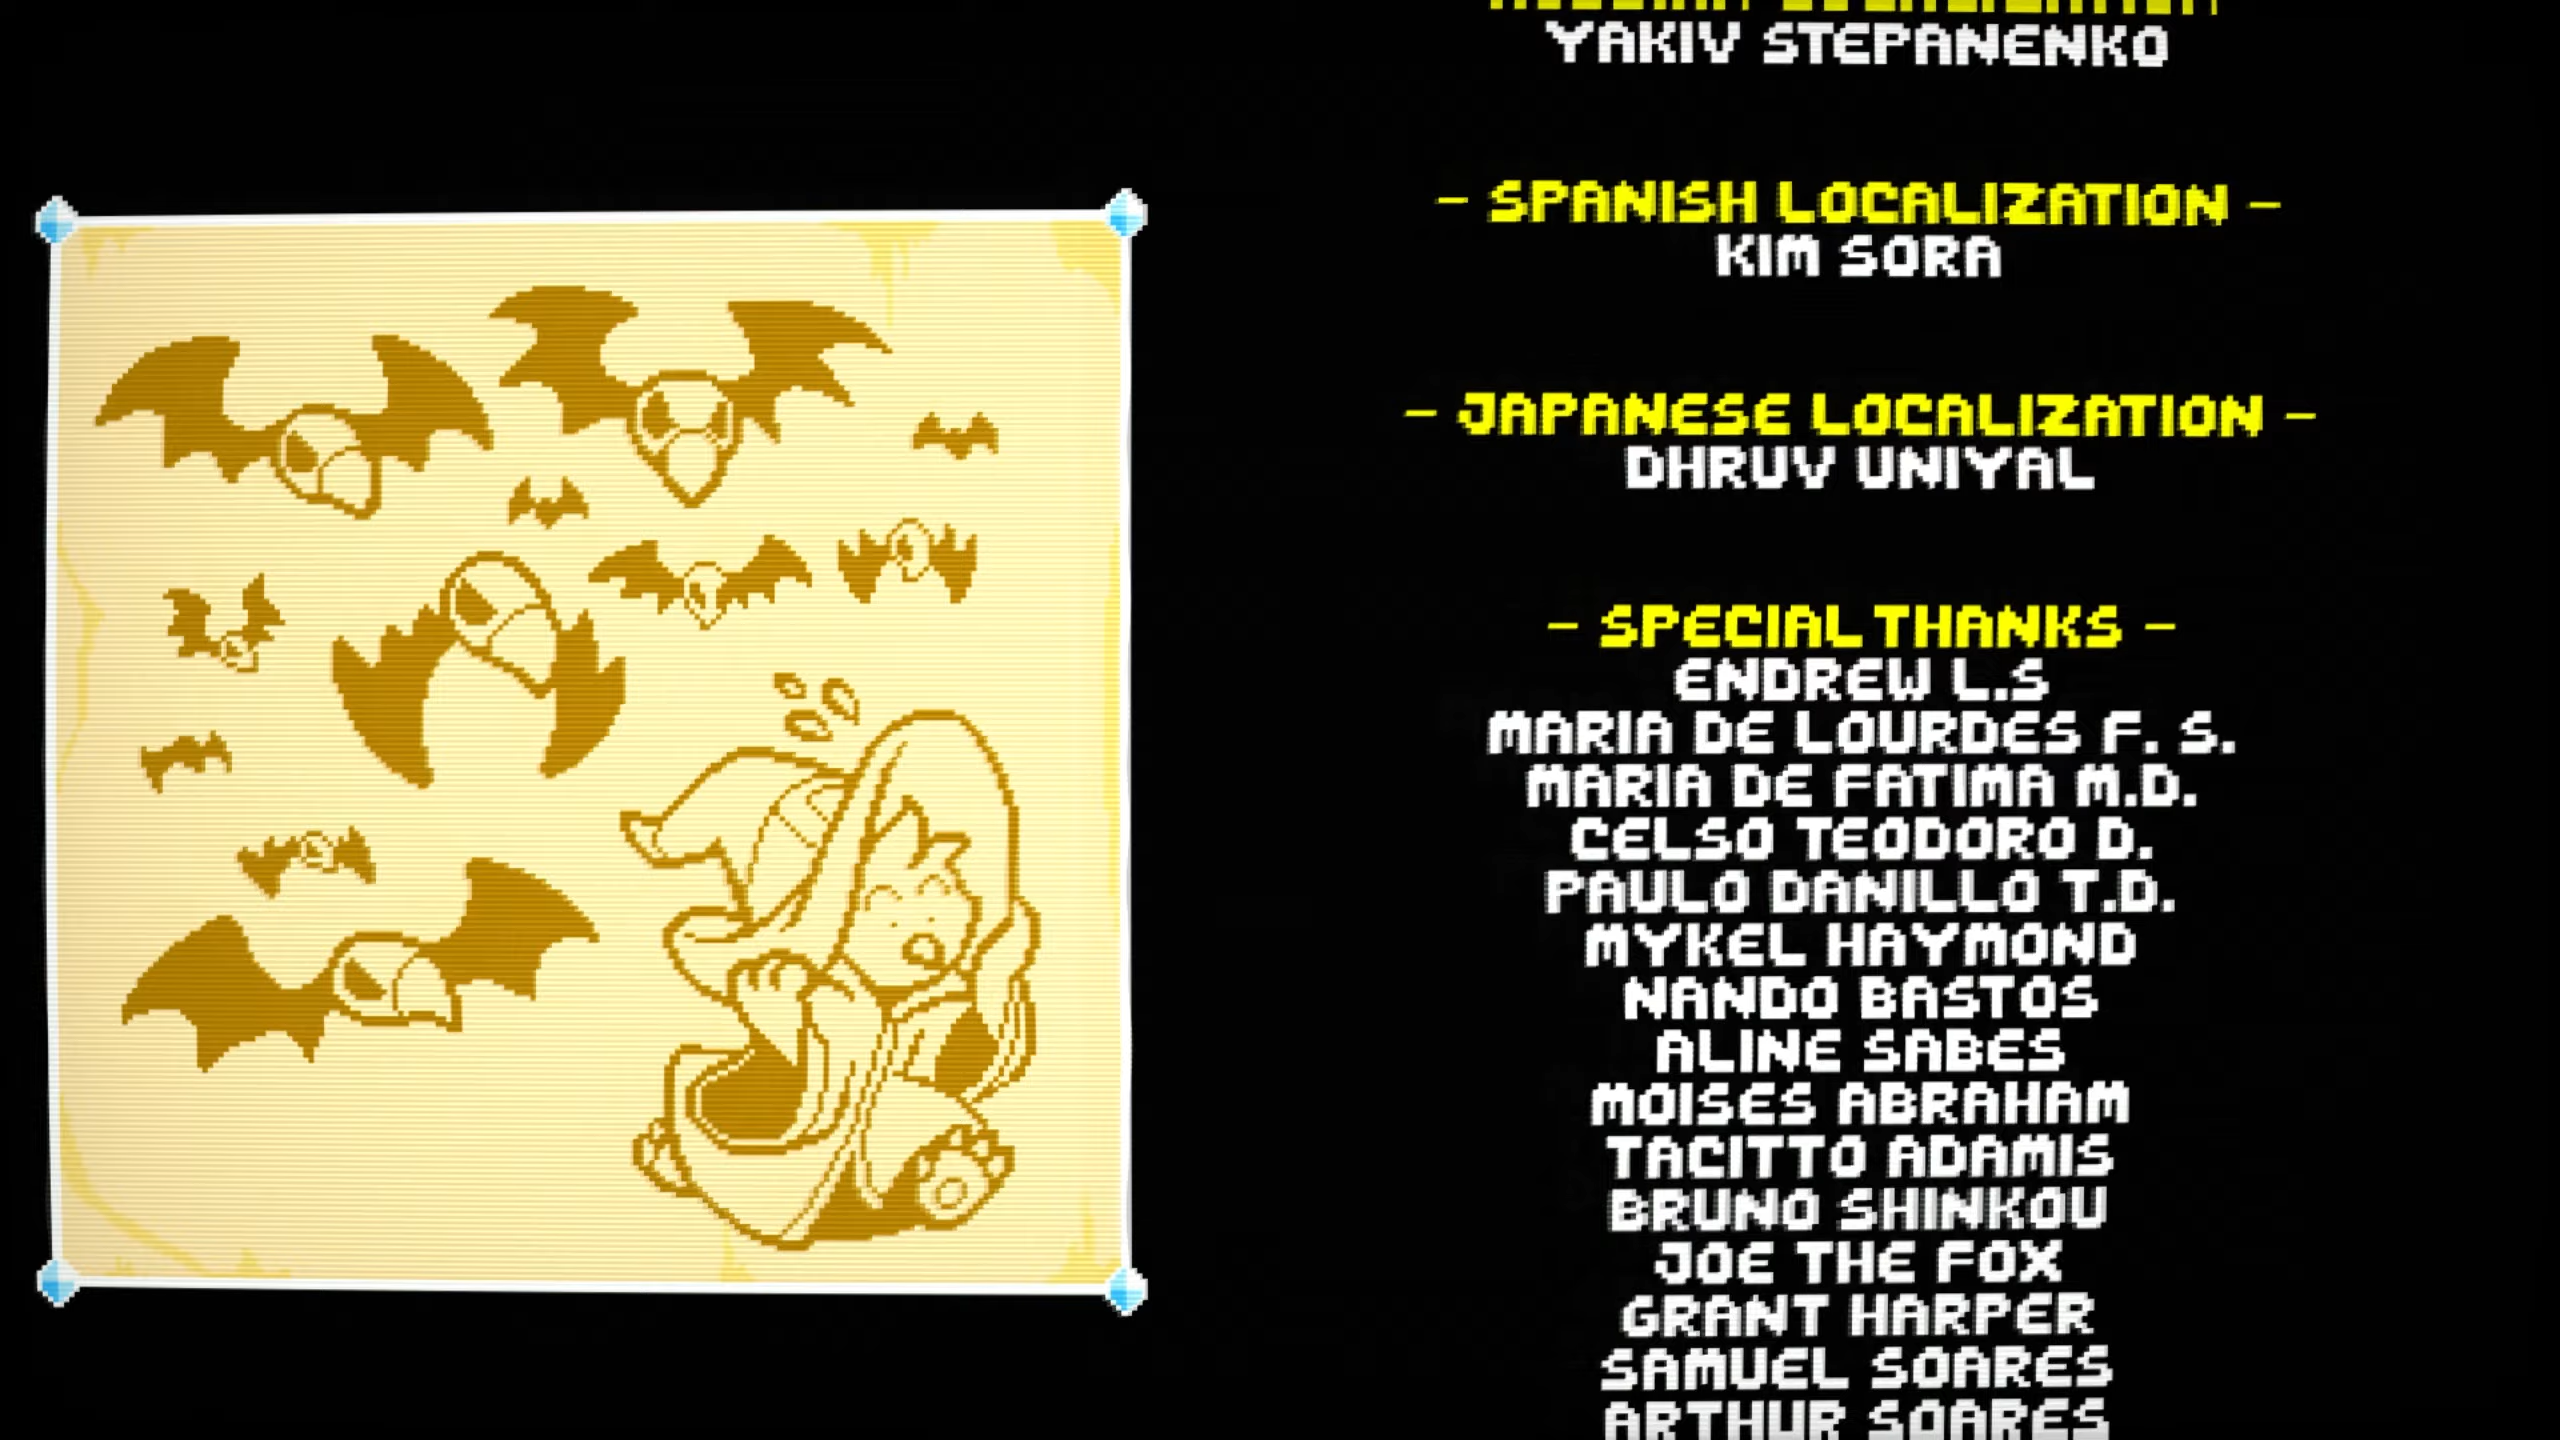 YAKIV STEPANENKO
- SPANISH LOCALIZATION -
KIM SORA
- JAPANESE LOCALIZATION -
DHRUV UNIYAL
- SPECIAL THANKS -
ENDREW L.S
MARIA DE LOURDES F. S.
MARIA DE FATIMA M.D.
CELSO TEODORO D.
PAULO DANILLO T.D.
MYKEL HAYMOND
NANDO BASTOS
ALINE SABES
MOISES ABRAHAM
TACITTO ADAMIS
BRUNO SHINKOU
JOE THE FOX
GRANT HARPER
SAMUEL SOARES
ARTHUR SOARES